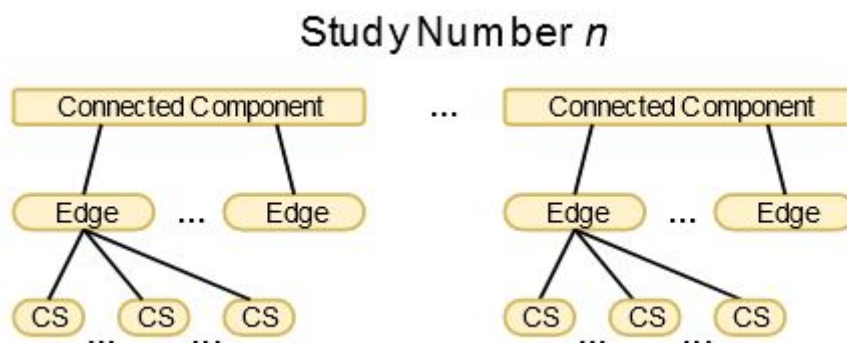 Study Number n
Connected Component ... Connected Component
Edge ... Edge Edge ... Edge
CS CS CS CS CS CS
... ... ... ...